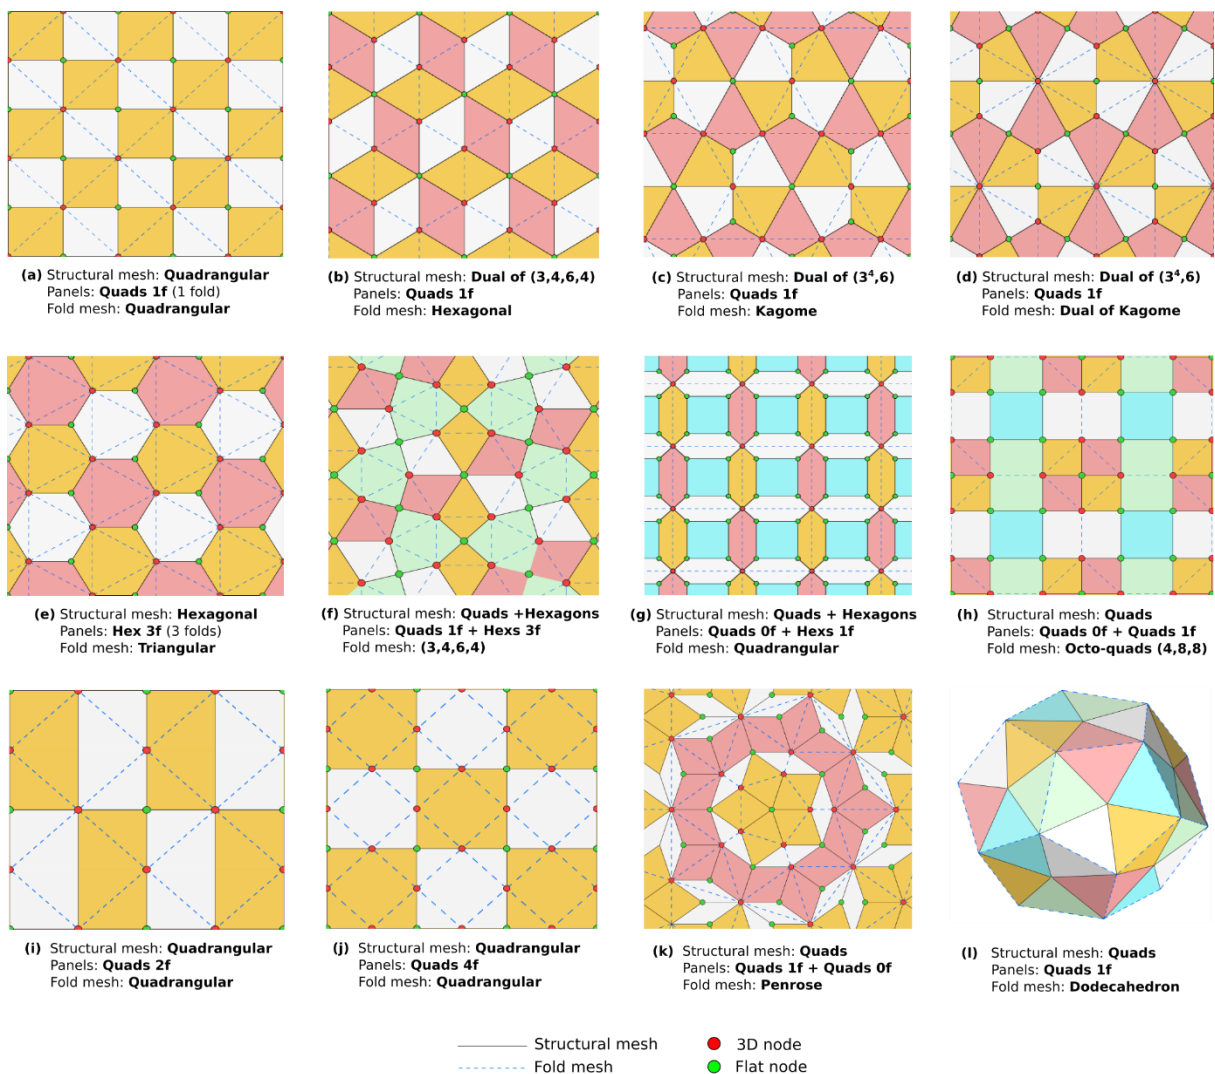 (a) Structural mesh: Quadrangular
Panels: Quads 1f (1 fold)
Fold mesh: Quadrangular
(b) Structural mesh: Dual of (3,4,6,4)
Panels: Quads 1f
Fold mesh: Hexagonal
(c) Structural mesh: Dual of (3⁴,6)
Panels: Quads 1f
Fold mesh: Kagome
(d) Structural mesh: Dual of (3⁴,6)
Panels: Quads 1f
Fold mesh: Dual of Kagome
(e) Structural mesh: Hexagonal
Panels: Hex 3f (3 folds)
Fold mesh: Triangular
(f) Structural mesh: Quads +Hexagons
Panels: Quads 1f + Hexs 3f
Fold mesh: (3,4,6,4)
(g) Structural mesh: Quads + Hexagons
Panels: Quads 0f + Hexs 1f
Fold mesh: Quadrangular
(h) Structural mesh: Quads
Panels: Quads 0f + Quads 1f
Fold mesh: Octo-quads (4,8,8)
(i) Structural mesh: Quadrangular
Panels: Quads 2f
Fold mesh: Quadrangular
(j) Structural mesh: Quadrangular
Panels: Quads 4f
Fold mesh: Quadrangular
(k) Structural mesh: Quads
Panels: Quads 1f + Quads 0f
Fold mesh: Penrose
(l) Structural mesh: Quads
Panels: Quads 1f
Fold mesh: Dodecahedron
Structural mesh
Fold mesh
3D node
Flat node